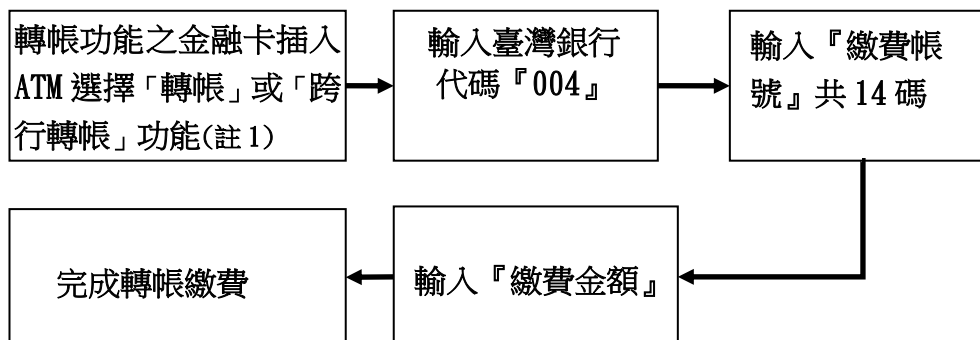 轉帳功能之金融卡插入
ATM 選擇「轉帳」或「跨
行轉帳」功能(註 1)
輸入臺灣銀行
代碼『004』
輸入『繳費帳
號』共 14 碼
輸入『繳費金額』
完成轉帳繳費